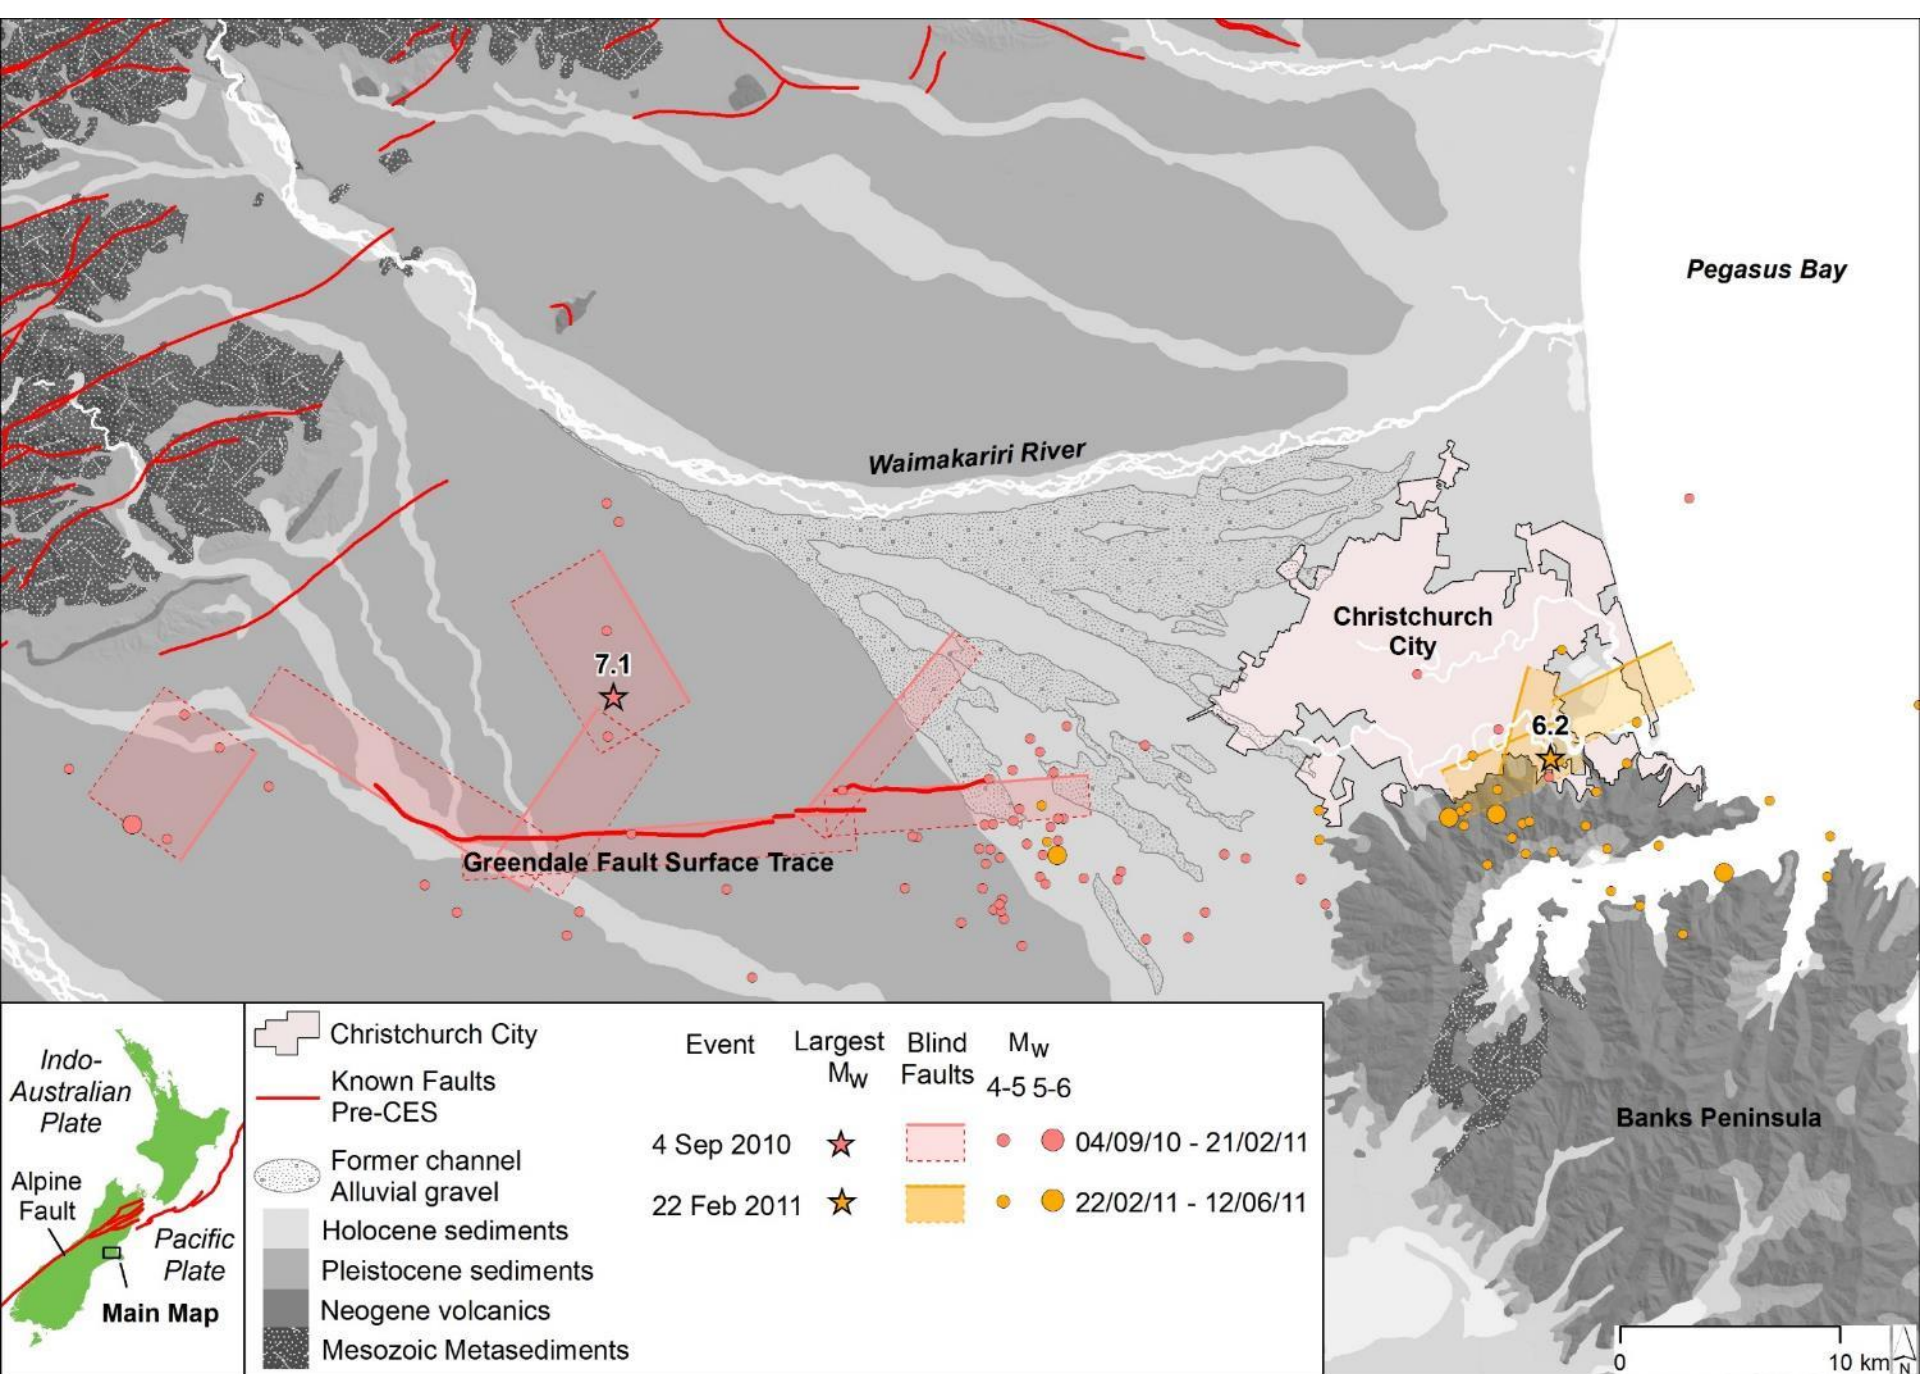 Pegasus Bay
Waimakariri River
Christchurch
City
7.1
6.2
Greendale Fault Surface Trace
Banks Peninsula
Indo-
Australian
Plate
Alpine
Fault
Pacific
Plate
Main Map
Christchurch City
Known Faults
Pre-CES
Former channel
Alluvial gravel
Holocene sediments
Pleistocene sediments
Neogene volcanics
Mesozoic Metasediments
Event Largest Mw Blind Faults Mw
4-5 5-6
4 Sep 2010 04/09/10 - 21/02/11
22 Feb 2011 22/02/11 - 12/06/11
0 10 km N